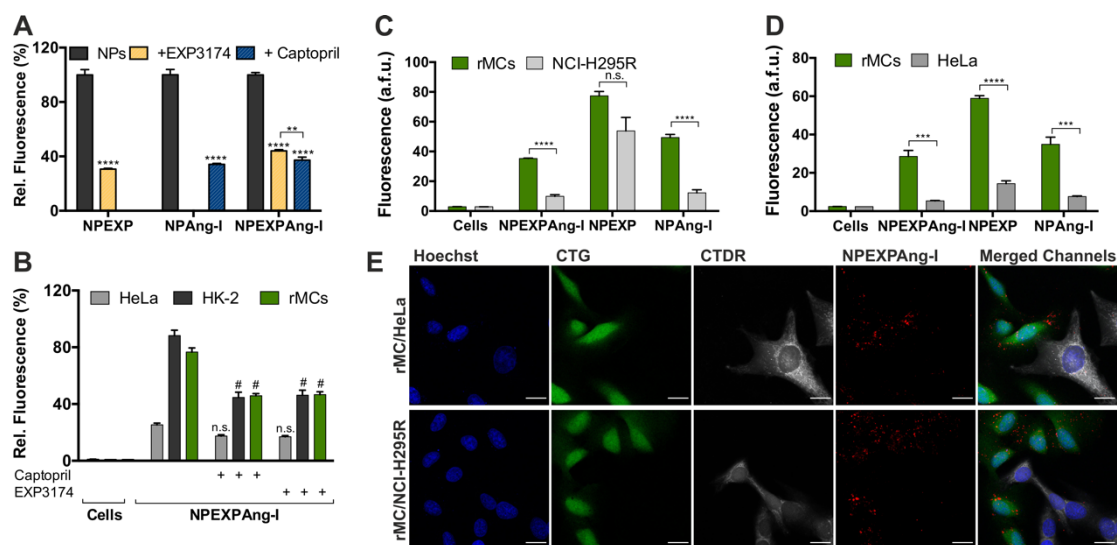 A
Rel. Fluorescence (%)
120
80
40
0
NPs +EXP3174 + Captopril
****
****
****
**
****
NPEXP NPAng-I NPEXPAng-I
B
Rel. Fluorescence (%)
120
80
40
0
HeLa HK-2 rMCs
n.s. # # n.s. # #
Captopril + + +
EXP3174 + + +
Cells NPEXPAng-I
C
Fluorescence (a.f.u.)
120
100
80
60
40
20
0
rMCs NCI-H295R
n.s.
****
****
Cells NPEXPAng-I NPEXP NPAng-I
D
Fluorescence (a.f.u.)
80
60
40
20
0
rMCs HeLa
****
***
***
Cells NPEXPAng-I NPEXP NPAng-I
E
Hoechst CTG CTDR NPEXPAng-I Merged Channels
rMC/HeLa
rMC/NCI-H295R